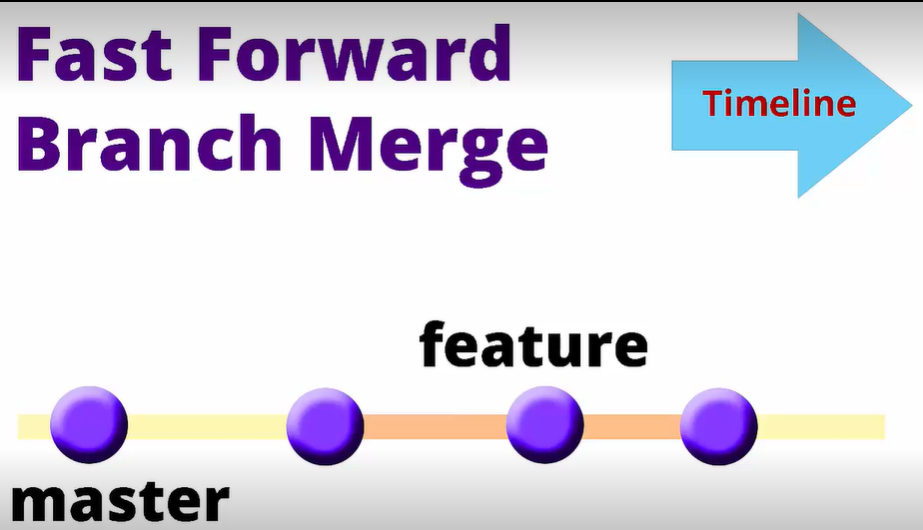 Fast Forward
Branch Merge
Timeline
feature
master